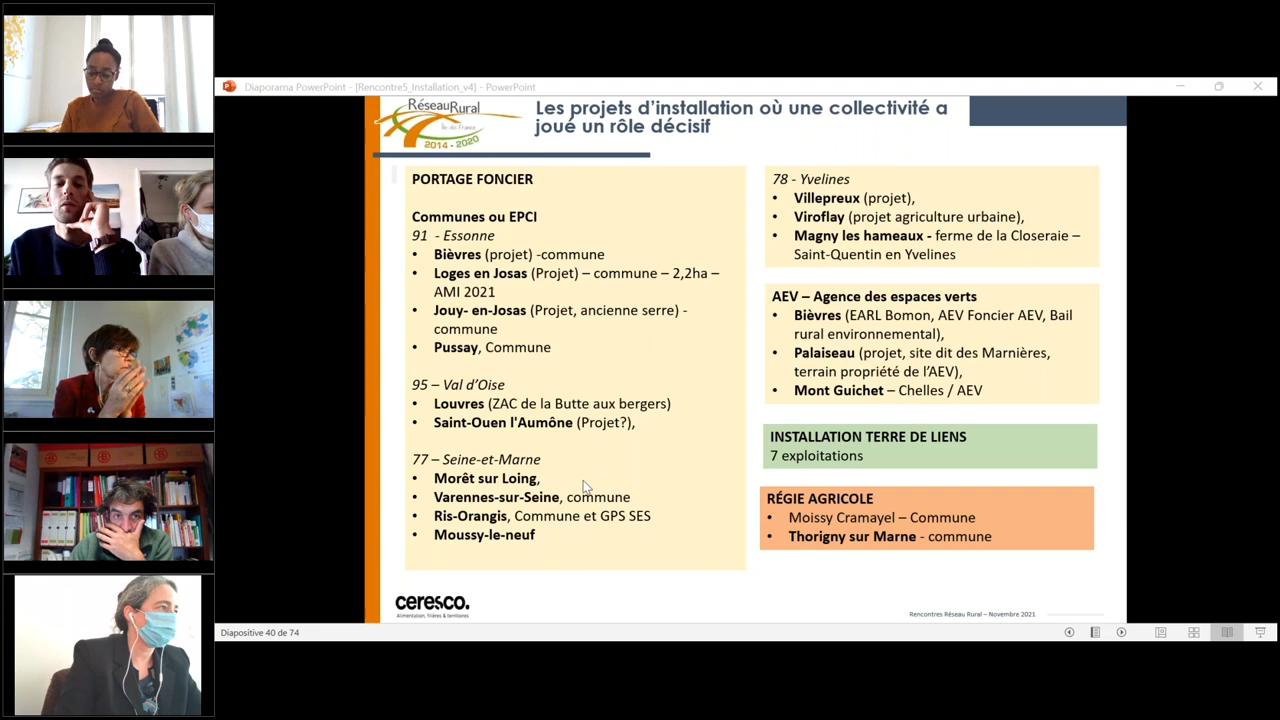 Diaporama PowerPoint - [Rencontre5_Installation_v4] - PowerPoint
RéseauRural
Île de France
2014 - 2020
Les projets d'installation où une collectivité a
joué un rôle décisif
PORTAGE FONCIER
Communes ou EPCI
91 - Essonne
• Bièvres (projet) -commune
• Loges en Josas (Projet) – commune – 2,2ha –
AMI 2021
• Jouy- en-Josas (Projet, ancienne serre) -
commune
• Pussay, Commune
95 – Val d'Oise
• Louvres (ZAC de la Butte aux bergers)
• Saint-Ouen l'Aumône (Projet?),
77 – Seine-et-Marne
• Morêt sur Loing,
• Varennes-sur-Seine, commune
• Ris-Orangis, Commune et GPS SES
• Moussy-le-neuf
78 - Yvelines
• Villepreux (projet),
• Viroflay (projet agriculture urbaine),
• Magny les hameaux - ferme de la Closeraie –
Saint-Quentin en Yvelines
AEV – Agence des espaces verts
• Bièvres (EARL Bomon, AEV Foncier AEV, Bail
rural environnemental),
• Palaiseau (projet, site dit des Marnières,
terrain propriété de l'AEV),
• Mont Guichet – Chelles / AEV
INSTALLATION TERRE DE LIENS
7 exploitations
RÉGIE AGRICOLE
• Moissy Cramayel – Commune
• Thorigny sur Marne - commune
ceresco.
Alimentation, filières & territoires
Rencontres Réseau Rural – Novembre 2021
Diapositive 40 de 74